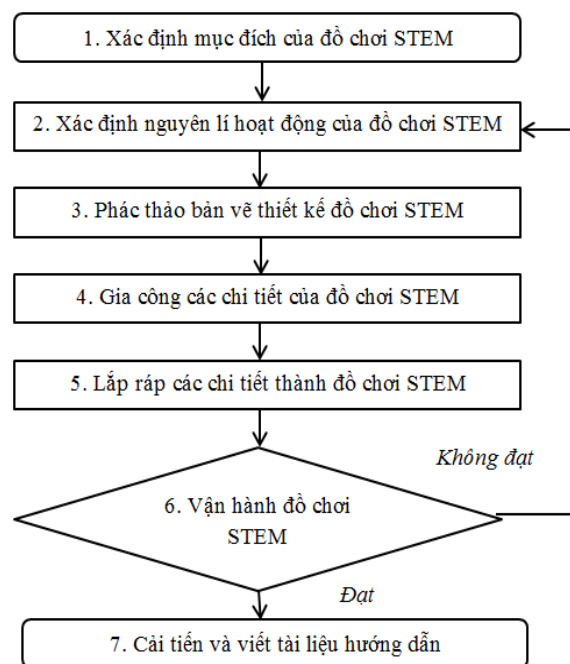 1. Xác định mục đích của đồ chơi STEM
2. Xác định nguyên lí hoạt động của đồ chơi STEM
3. Phác thảo bản vẽ thiết kế đồ chơi STEM
4. Gia công các chi tiết của đồ chơi STEM
5. Lắp ráp các chi tiết thành đồ chơi STEM
Không đạt
6. Vận hành đồ chơi
STEM
Đạt
7. Cải tiến và viết tài liệu hướng dẫn